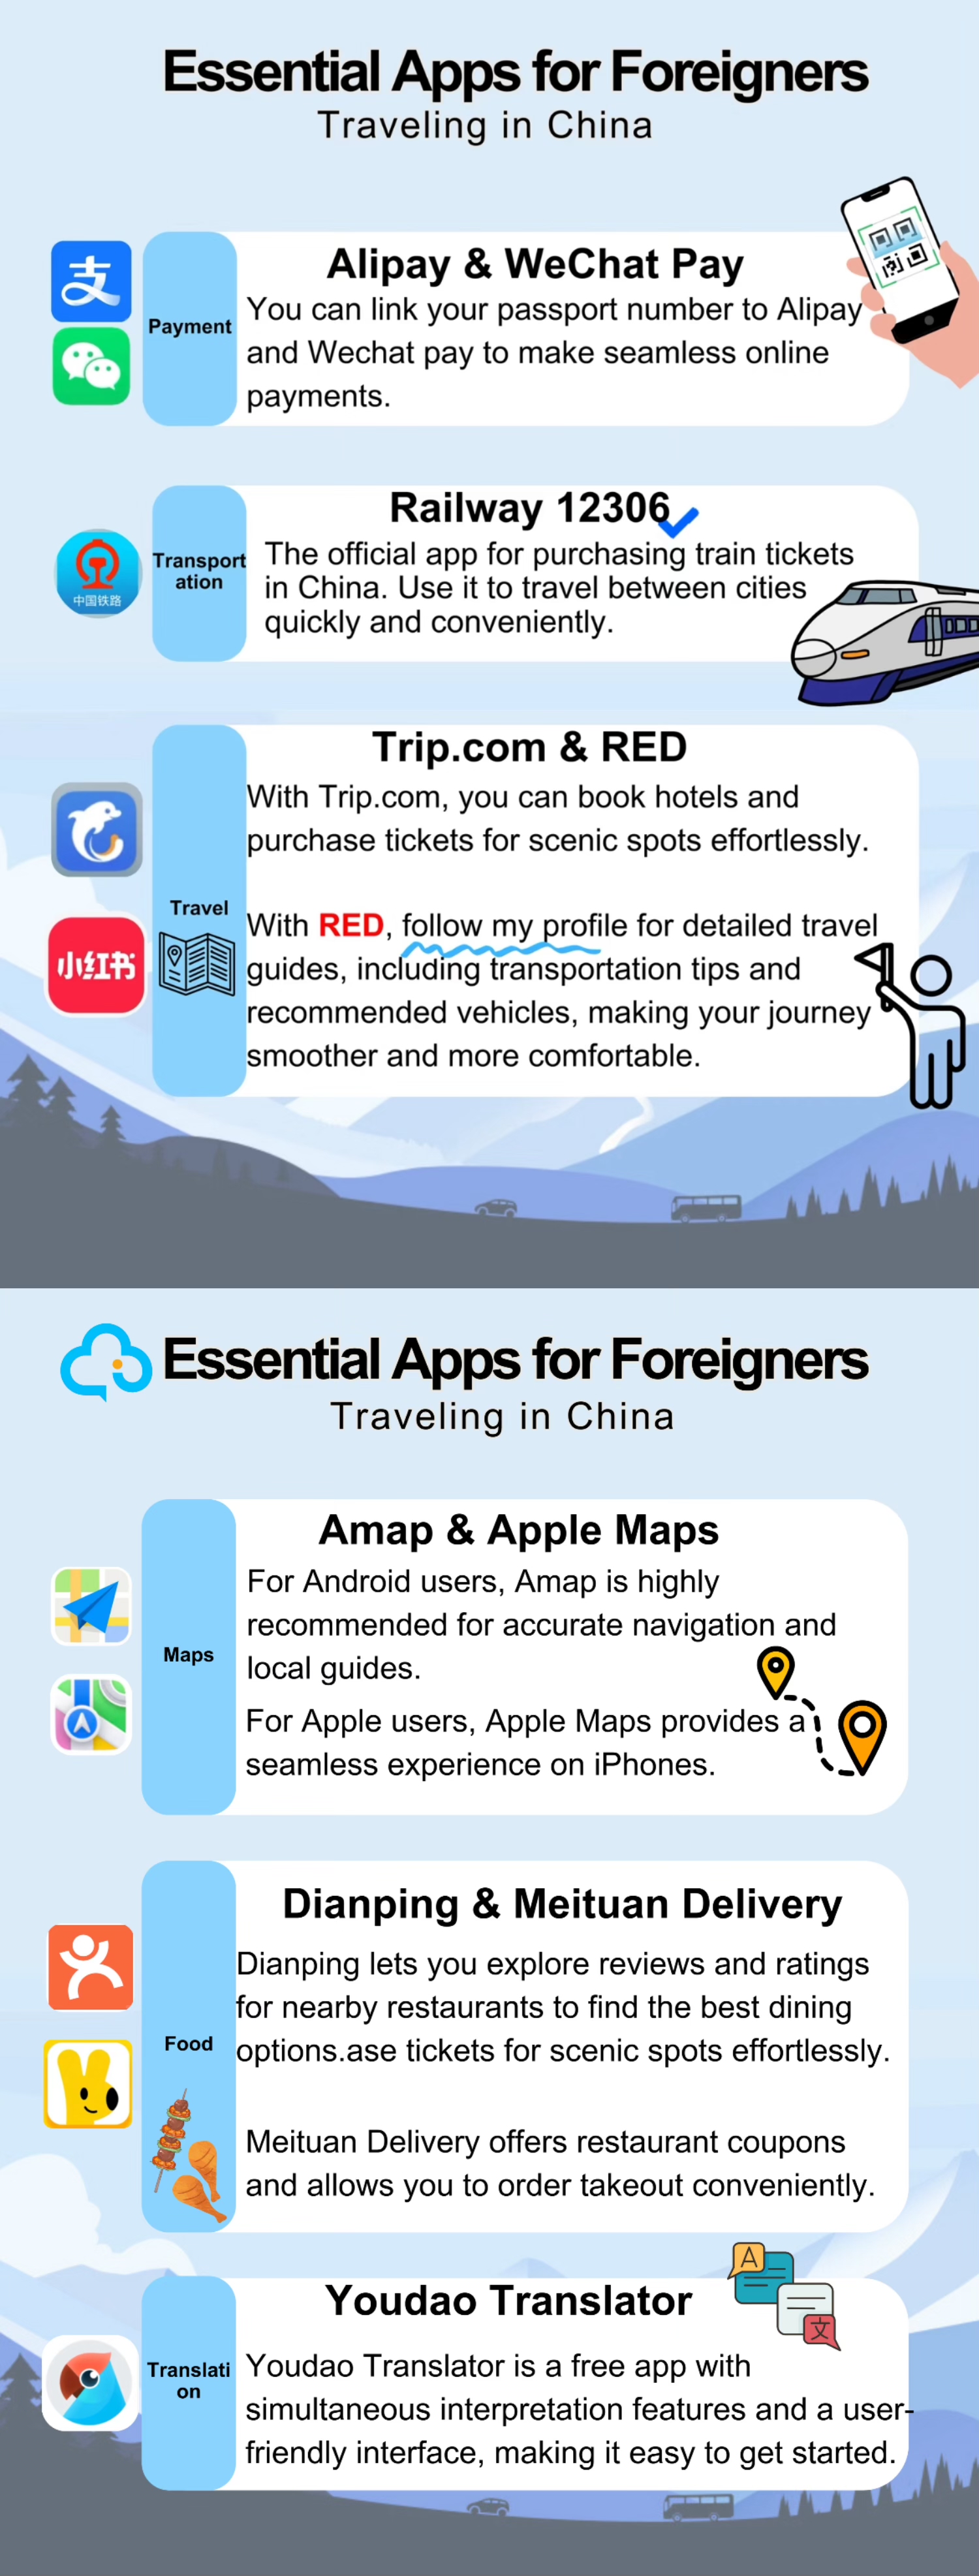 Essential Apps for Foreigners
Traveling in China
支
Payment
Alipay & WeChat Pay
You can link your passport number to Alipay
and Wechat pay to make seamless online
payments.
中国铁路
Transport
ation
Railway 12306
The official app for purchasing train tickets
in China. Use it to travel between cities
quickly and conveniently.
Trip.com & RED
With Trip.com, you can book hotels and
purchase tickets for scenic spots effortlessly.
小红书
Travel
With RED, follow my profile for detailed travel
guides, including transportation tips and
recommended vehicles, making your journey
smoother and more comfortable.
Essential Apps for Foreigners
Traveling in China
Maps
Amap & Apple Maps
For Android users, Amap is highly
recommended for accurate navigation and
local guides.
For Apple users, Apple Maps provides a
seamless experience on iPhones.
Food
Dianping & Meituan Delivery
Dianping lets you explore reviews and ratings
for nearby restaurants to find the best dining
options.ase tickets for scenic spots effortlessly.
Meituan Delivery offers restaurant coupons
and allows you to order takeout conveniently.
A
文
Translati
on
Youdao Translator
Youdao Translator is a free app with
simultaneous interpretation features and a user-
friendly interface, making it easy to get started.